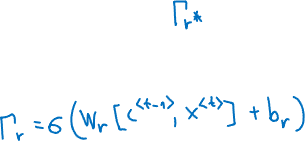 Γr*
Γr = σ(Wr[c<t-1>, x<t>] + br)